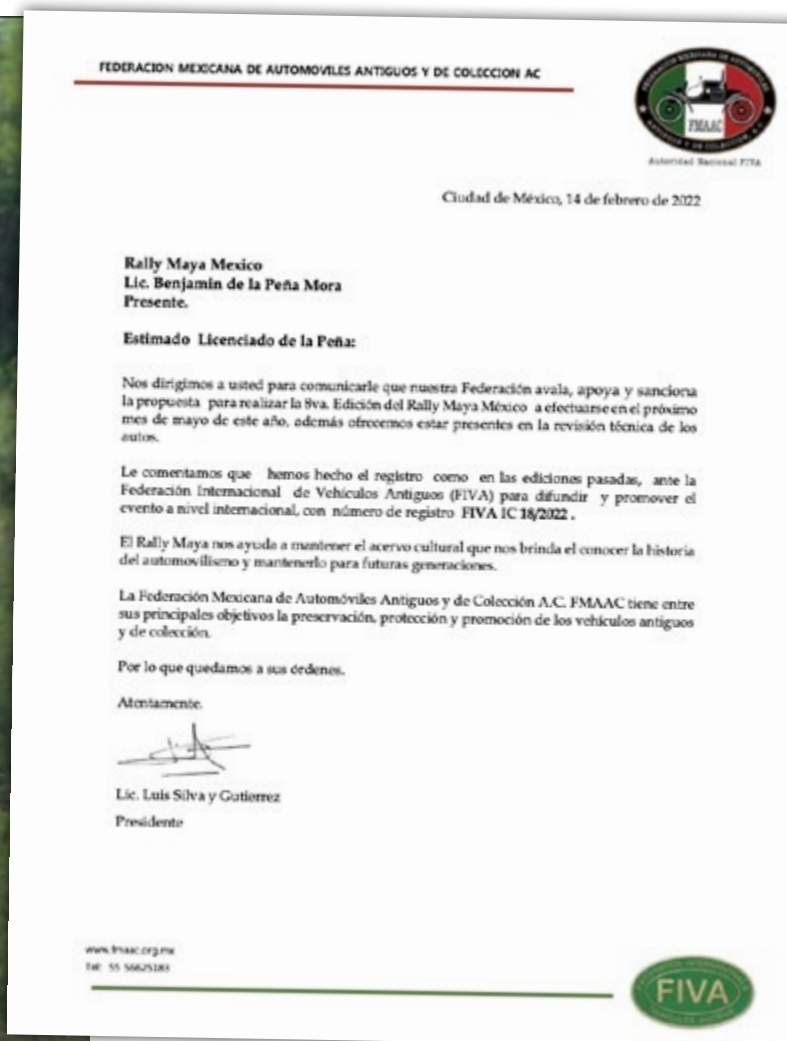 FEDERACION MEXICANA DE AUTOMOVILES ANTIGUOS Y DE COLECCION AC
FMAAC
Autoridad Nacional FIVA
Ciudad de México, 14 de febrero de 2022
Rally Maya Mexico
Lic. Benjamin de la Peña Mora
Presente.
Estimado Licenciado de la Peña:
Nos dirigimos a usted para comunicarle que nuestra Federación avala, apoya y sanciona
la propuesta para realizar la 8va. Edición del Rally Maya México a efectuarse en el próximo
mes de mayo de este año, además ofrecemos estar presentes en la revisión técnica de los
autos.
Le comentamos que hemos hecho el registro como en las ediciones pasadas, ante la
Federación Internacional de Vehículos Antiguos (FIVA) para difundir y promover el
evento a nivel internacional, con número de registro FIVA IC 18/2022 .
El Rally Maya nos ayuda a mantener el acervo cultural que nos brinda el conocer la historia
del automovilismo y mantenerlo para futuras generaciones.
La Federación Mexicana de Automóviles Antiguos y de Colección A.C. FMAAC tiene entre
sus principales objetivos la preservación, protección y promoción de los vehículos antiguos
y de colección.
Por lo que quedamos a sus órdenes.
Atentamente.
Lic. Luis Silva y Gutierrez
Presidente
www.fmaac.org.mx
Tel: 55 56625183
FIVA